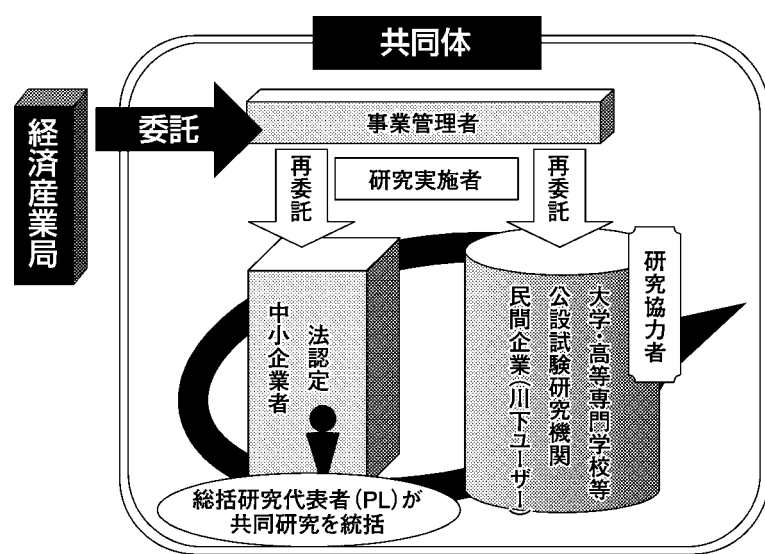 共同体
経済産業局
委託
事業管理者
再委託
研究実施者
再委託
法認定
中小企業者
大学・高等専門学校等
公設試験研究機関
民間企業(川下ユーザー)
研究協力者
総括研究代表者(PL)が
共同研究を統括